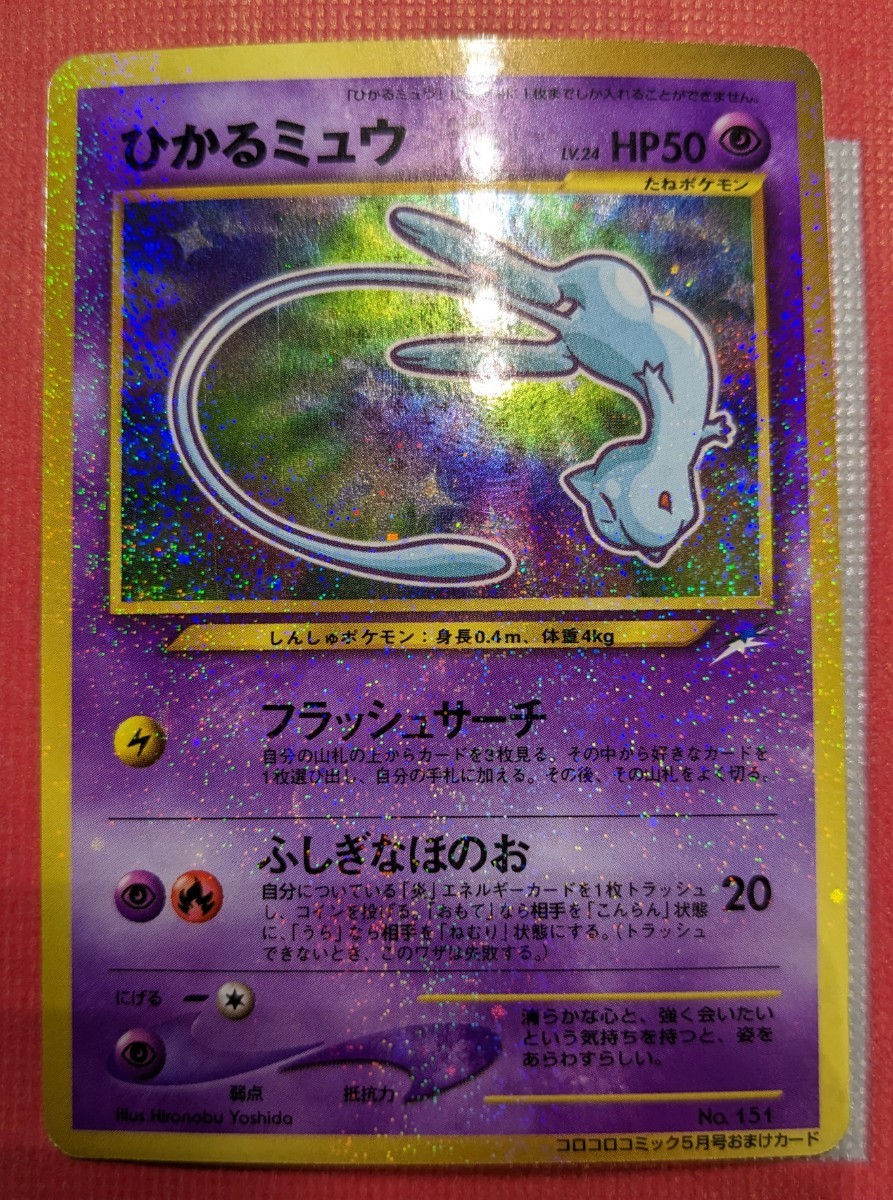 「ひかるミュウ」は 1枚までしか入れることができません。
ひかるミュウ LV.24 HP50
たねポケモン
しんしゅポケモン：身長0.4m、体重4kg
フラッシュサーチ
自分の山札の上からカードを3枚見る。その中から好きなカードを
1枚選び出し、自分の手札に加える。その後、その山札をよく切る。
ふしぎなほのお
自分についている「炎」エネルギーカードを1枚トラッシュ
し、コインを投げる。「おもて」なら相手を「こんらん」状態
に、「うら」なら相手を「ねむり」状態にする。（トラッシュ
できないとき、このワザは失敗する。）
20
にげる
清らかな心と、強く会いたい
という気持ちを持つと、姿を
あらわすらしい。
弱点 抵抗力
Illus. Hironobu Yoshida
No. 151
コロコロコミック5月号おまけカード